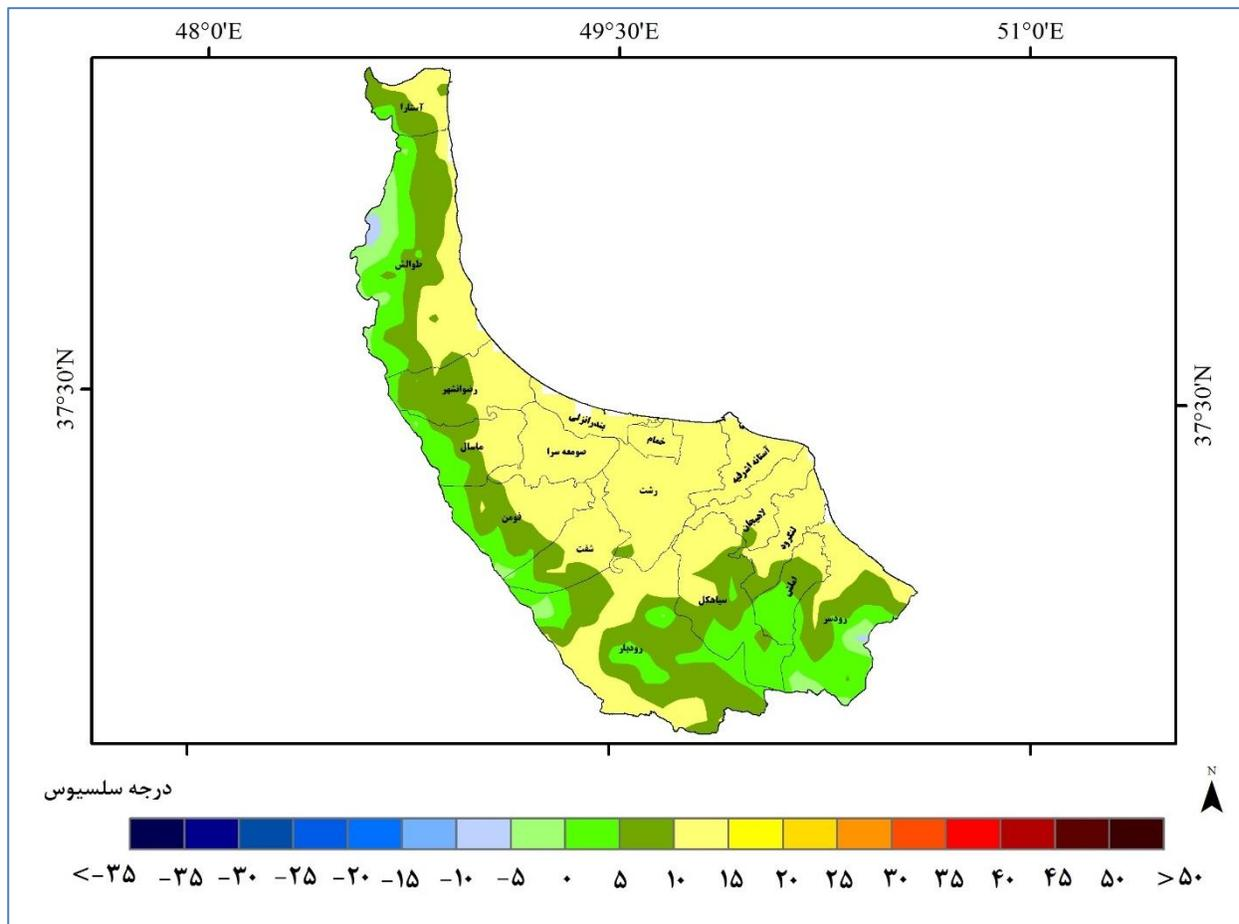 48°0'E 49°30'E 51°0'E
37°30'N 37°30'N
آستارا
طوالش
رضوانشهر
ماسال
بندرانزلی
خمام
صومعه سرا
آستانه اشرفیه
رشت
لاهیجان
فومن
لنگرود
شفت
املش
سیاهکل
رودسر
رودبار
درجه سلسیوس
N
<-۳۵ -۳۵ -۳۰ -۲۵ -۲۰ -۱۵ -۱۰ -۵ ۰ ۵ ۱۰ ۱۵ ۲۰ ۲۵ ۳۰ ۳۵ ۴۰ ۴۵ ۵۰ >۵۰